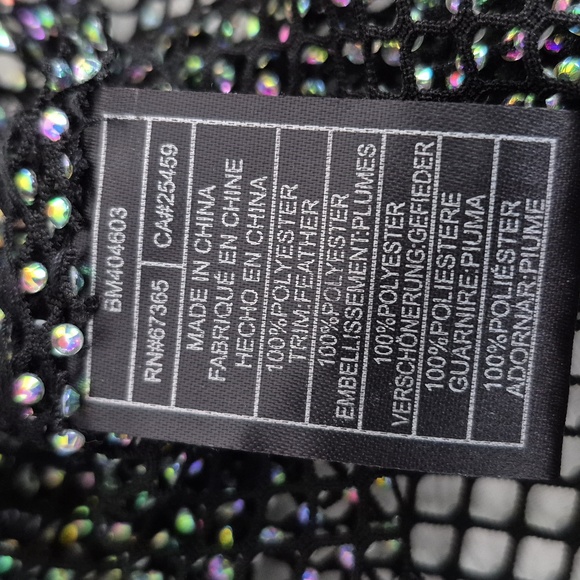 BM404603
RN#67365
CA#25459
MADE IN CHINA
FABRIQUÉ EN CHINE
HECHO EN CHINA
100%POLYESTER
TRIM:FEATHER
100%POLYESTER
EMBELLISSEMENT:PLUMES
100%POLYESTER
VERSCHÖNERUNG:GEFIEDER
100%POLIESTERE
GUARNIRE:PIUMA
100%POLIÉSTER
ADORNAR:PIUME